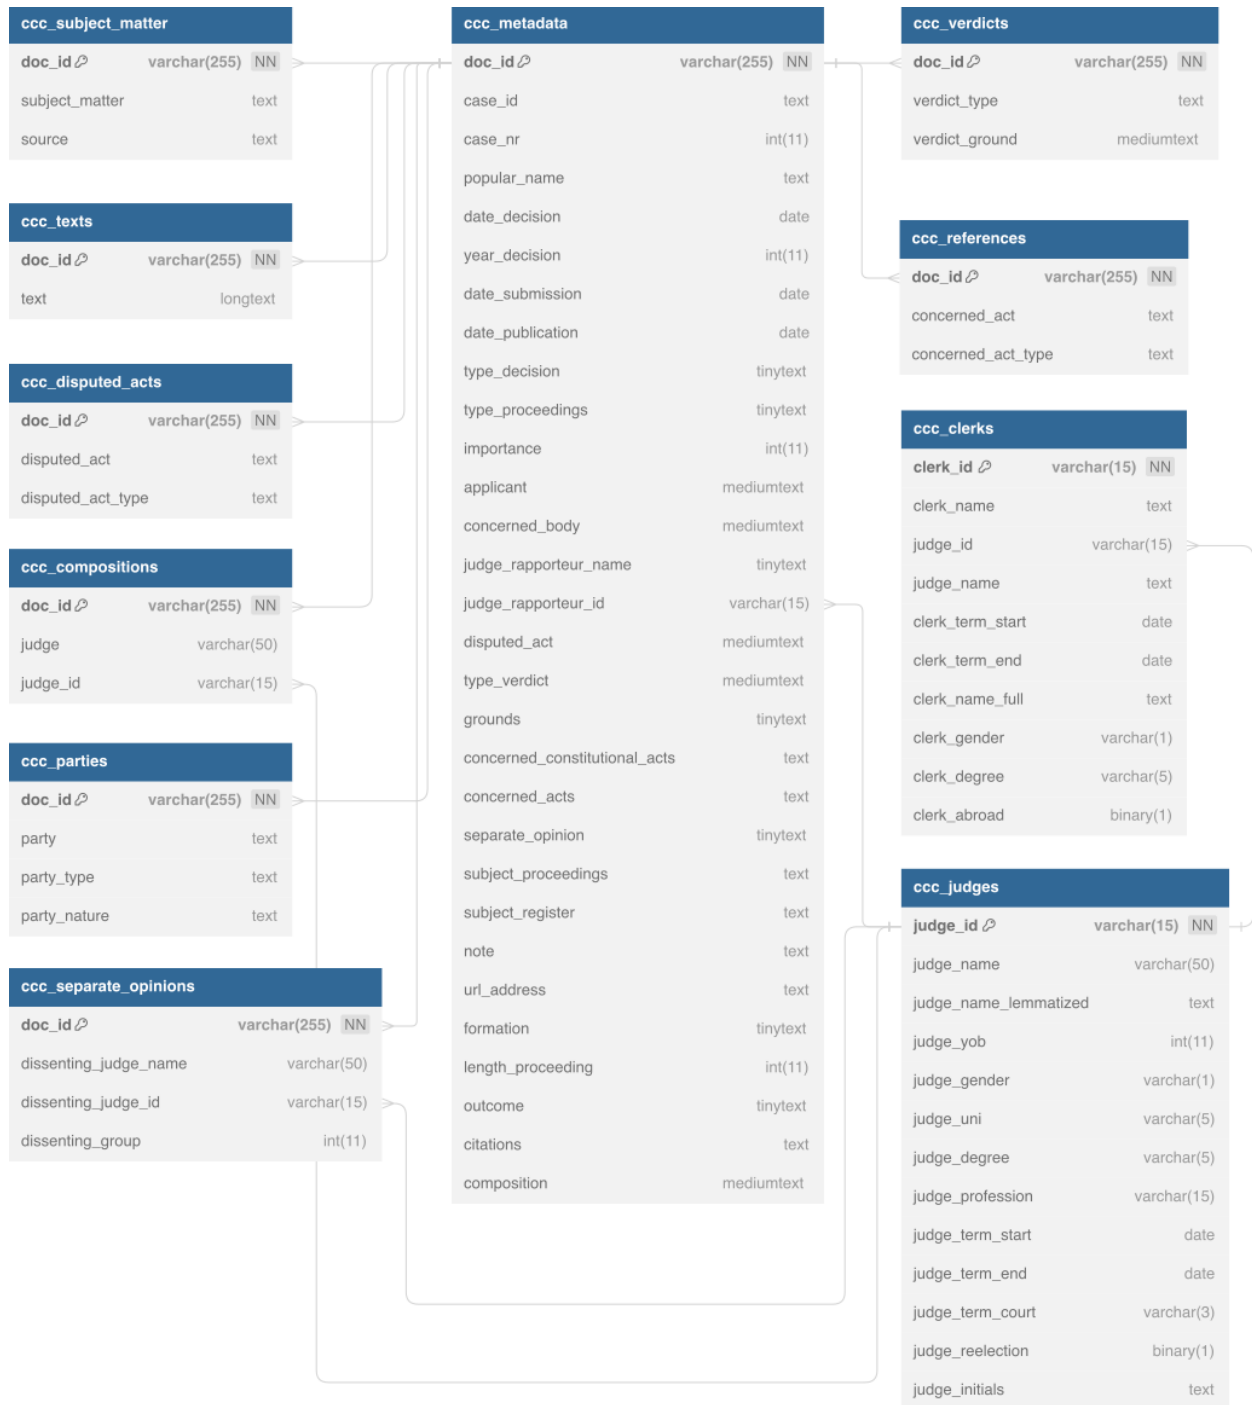 ccc_subject_matter
doc_id varchar(255) NN
subject_matter text
source text
ccc_texts
doc_id varchar(255) NN
text longtext
ccc_disputed_acts
doc_id varchar(255) NN
disputed_act text
disputed_act_type text
ccc_compositions
doc_id varchar(255) NN
judge varchar(50)
judge_id varchar(15)
ccc_parties
doc_id varchar(255) NN
party text
party_type text
party_nature text
ccc_separate_opinions
doc_id varchar(255) NN
dissenting_judge_name varchar(50)
dissenting_judge_id varchar(15)
dissenting_group int(11)
ccc_metadata
doc_id varchar(255) NN
case_id text
case_nr int(11)
popular_name text
date_decision date
year_decision int(11)
date_submission date
date_publication date
type_decision tinytext
type_proceedings tinytext
importance int(11)
applicant mediumtext
concerned_body mediumtext
judge_rapporteur_name tinytext
judge_rapporteur_id varchar(15)
disputed_act mediumtext
type_verdict mediumtext
grounds tinytext
concerned_constitutional_acts text
concerned_acts text
separate_opinion tinytext
subject_proceedings text
subject_register text
note text
url_address text
formation tinytext
length_proceeding int(11)
outcome tinytext
citations text
composition mediumtext
ccc_verdicts
doc_id varchar(255) NN
verdict_type text
verdict_ground mediumtext
ccc_references
doc_id varchar(255) NN
concerned_act text
concerned_act_type text
ccc_clerks
clerk_id varchar(15) NN
clerk_name text
judge_id varchar(15)
judge_name text
clerk_term_start date
clerk_term_end date
clerk_name_full text
clerk_gender varchar(1)
clerk_degree varchar(5)
clerk_abroad binary(1)
ccc_judges
judge_id varchar(15) NN
judge_name varchar(50)
judge_name_lemmatized text
judge_yob int(11)
judge_gender varchar(1)
judge_uni varchar(5)
judge_degree varchar(5)
judge_profession varchar(15)
judge_term_start date
judge_term_end date
judge_term_court varchar(3)
judge_reelection binary(1)
judge_initials text